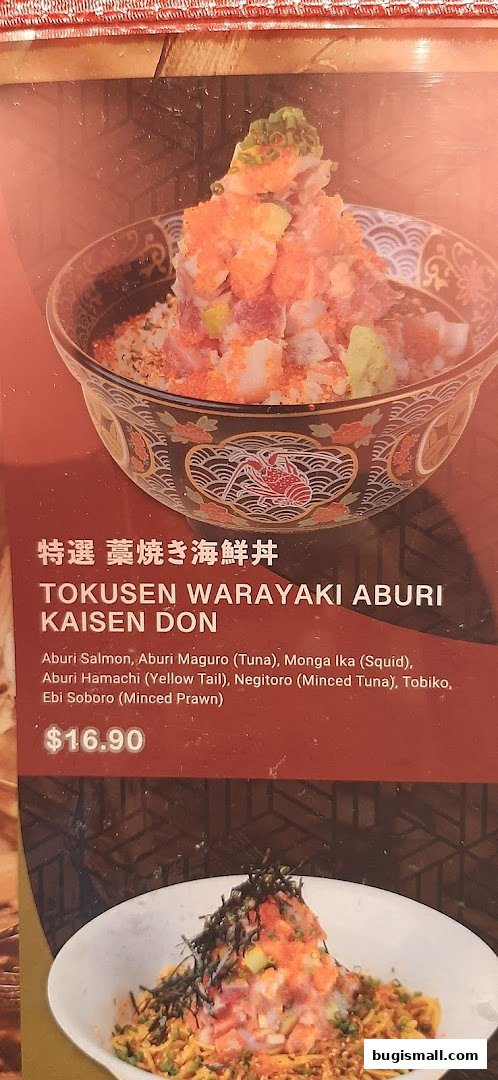 特選 藁焼き海鮮丼
TOKUSEN WARAYAKI ABURI
KAISEN DON
Aburi Salmon, Aburi Maguro (Tuna), Monga Ika (Squid),
Aburi Hamachi (Yellow Tail), Negitoro (Minced Tuna), Tobiko,
Ebi Soboro (Minced Prawn)
$16.90
bugismall.com